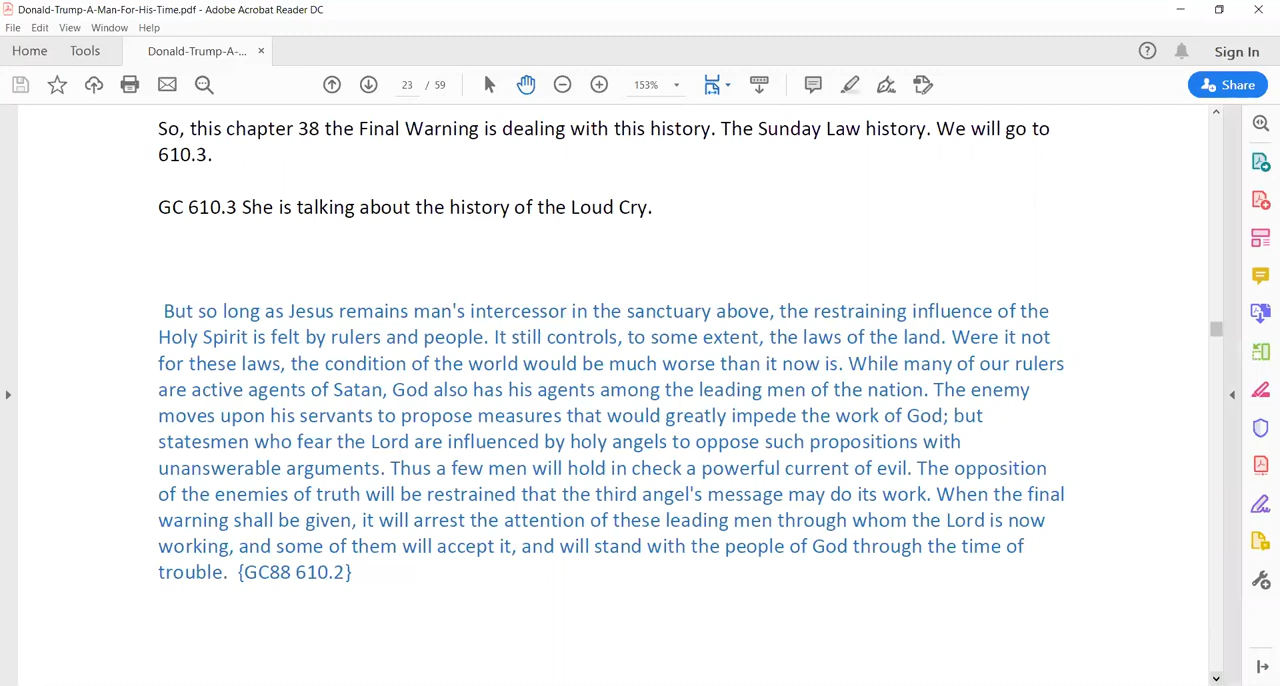 Donald-Trump-A-Man-For-His-Time.pdf - Adobe Acrobat Reader DC
File Edit View Window Help
Home Tools Donald-Trump-A-... × Sign In
23 / 59 153% Share
So, this chapter 38 the Final Warning is dealing with this history. The Sunday Law history. We will go to
610.3.
GC 610.3 She is talking about the history of the Loud Cry.
But so long as Jesus remains man's intercessor in the sanctuary above, the restraining influence of the
Holy Spirit is felt by rulers and people. It still controls, to some extent, the laws of the land. Were it not
for these laws, the condition of the world would be much worse than it now is. While many of our rulers
are active agents of Satan, God also has his agents among the leading men of the nation. The enemy
moves upon his servants to propose measures that would greatly impede the work of God; but
statesmen who fear the Lord are influenced by holy angels to oppose such propositions with
unanswerable arguments. Thus a few men will hold in check a powerful current of evil. The opposition
of the enemies of truth will be restrained that the third angel's message may do its work. When the final
warning shall be given, it will arrest the attention of these leading men through whom the Lord is now
working, and some of them will accept it, and will stand with the people of God through the time of
trouble. {GC88 610.2}